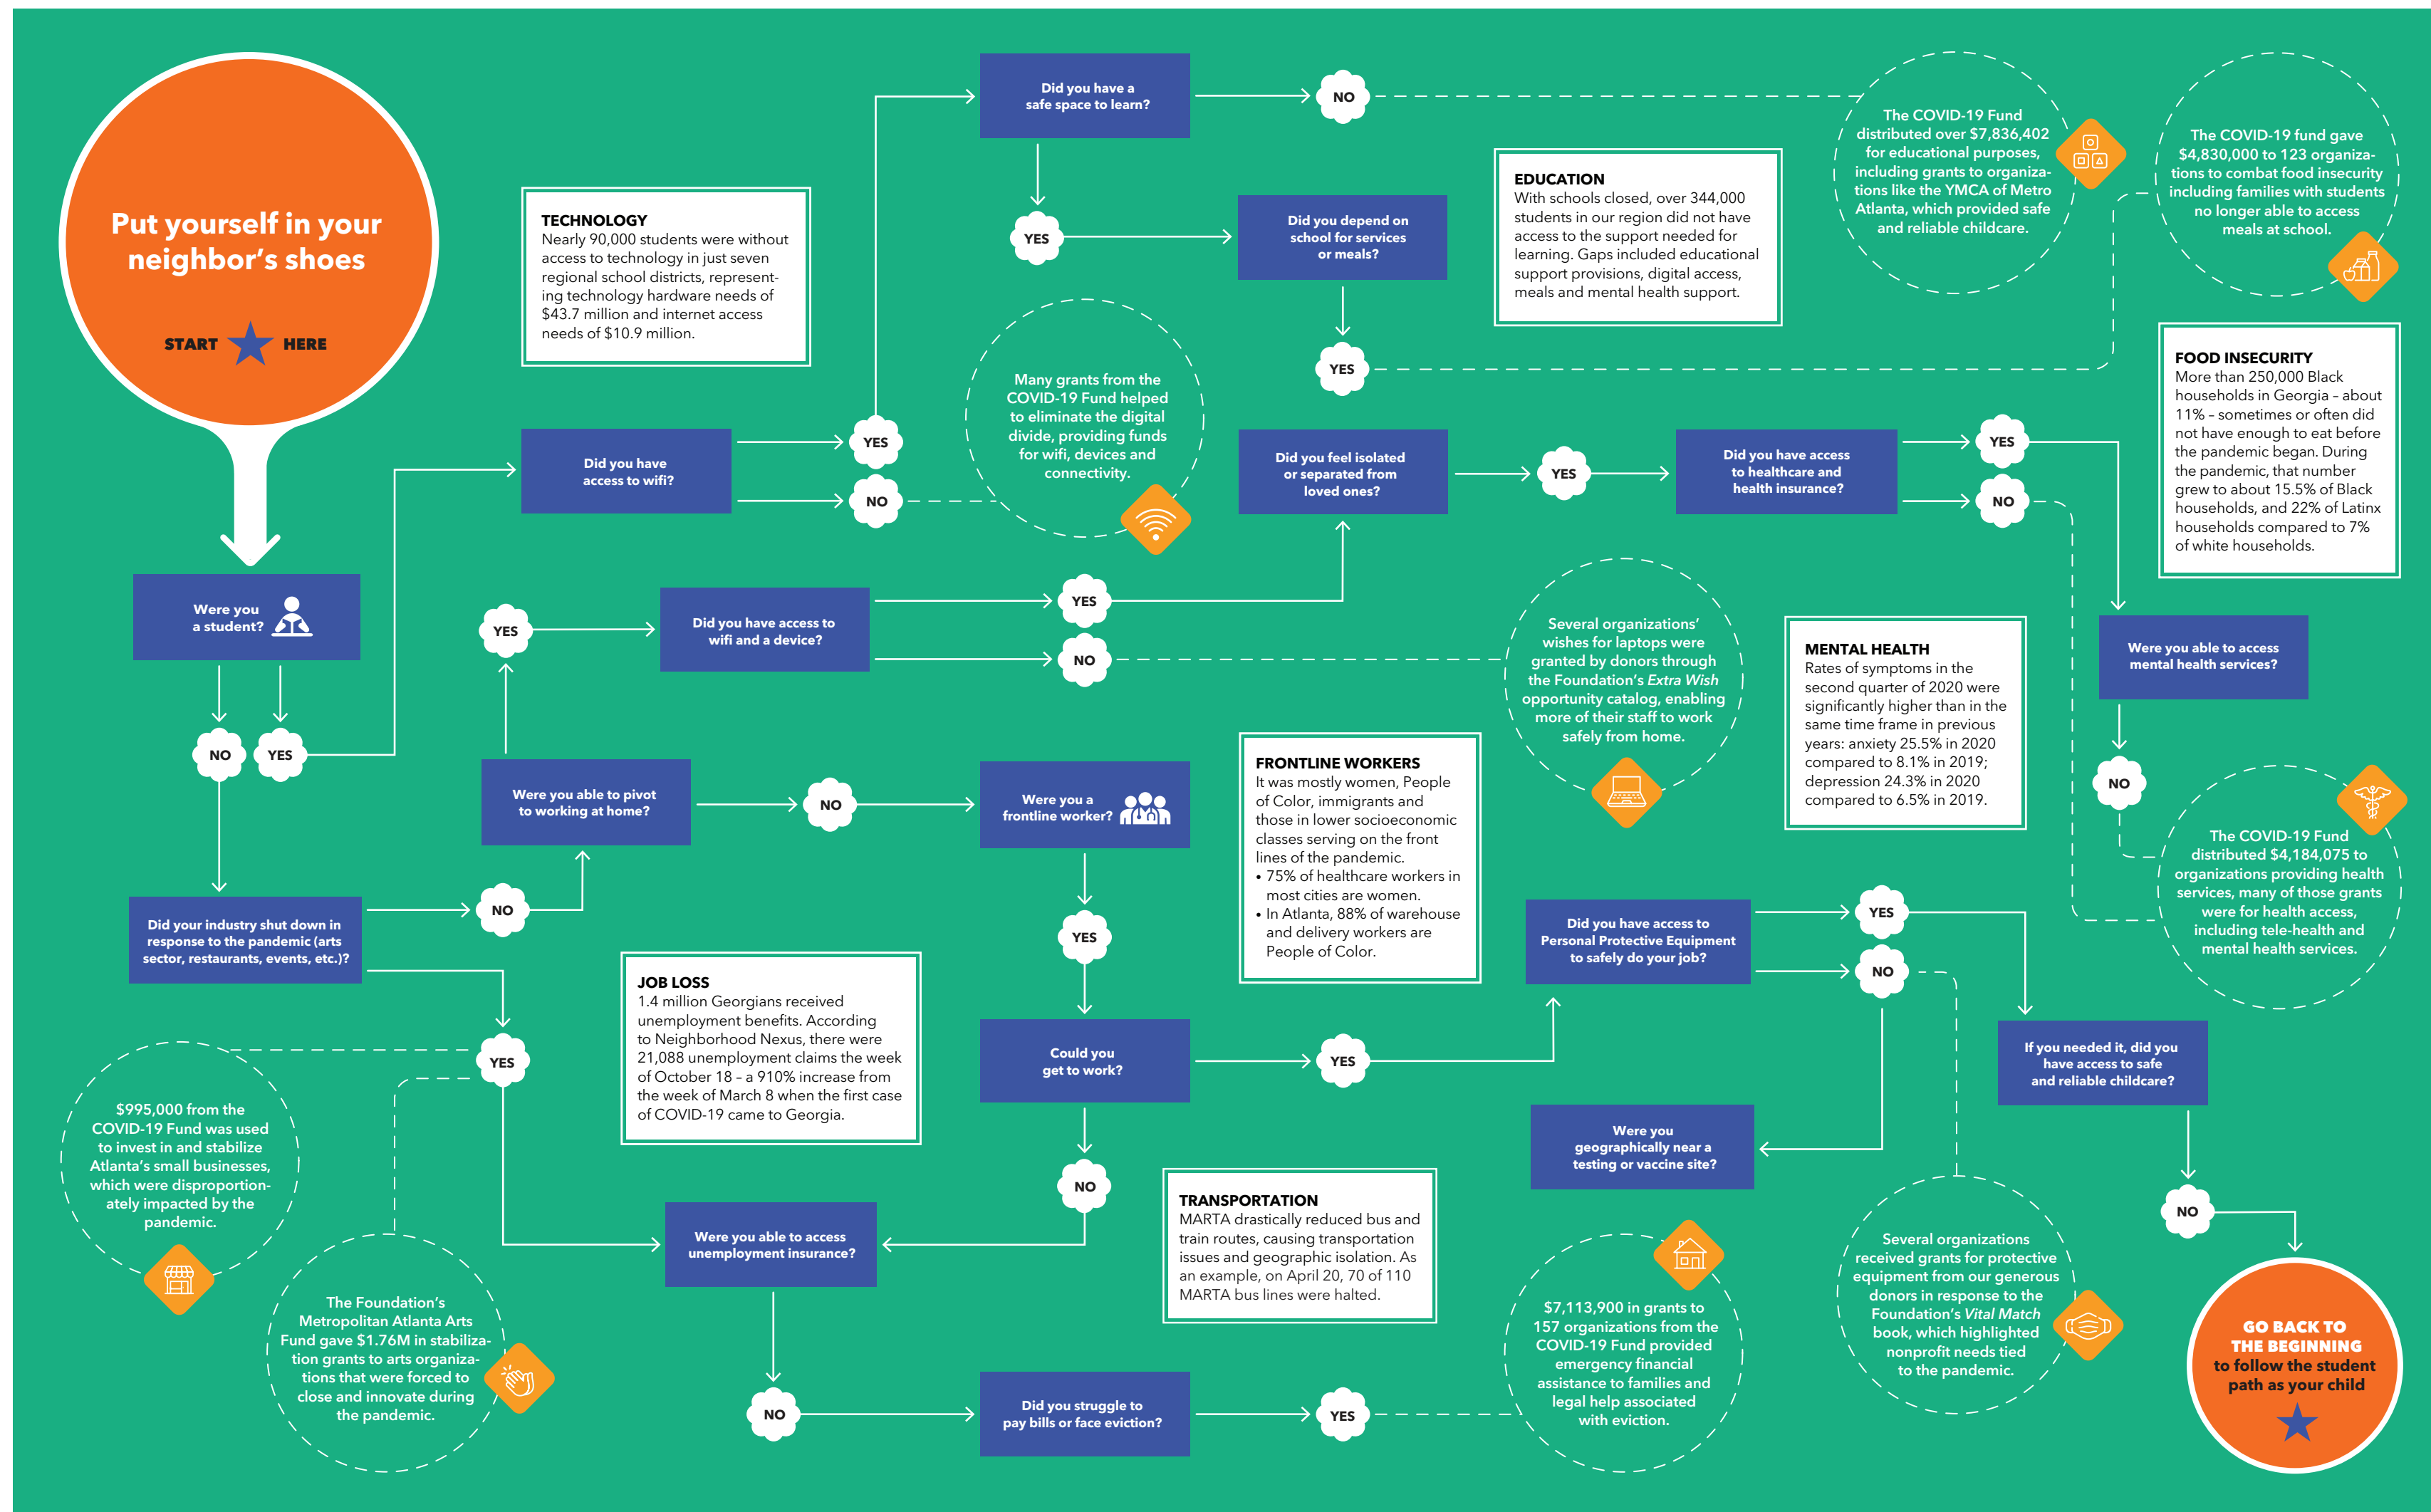 Put yourself in your
neighbor's shoes
START HERE
Were you
a student?
NO
YES
Did your industry shut down in
response to the pandemic (arts
sector, restaurants, events, etc.)?
NO
YES
$995,000 from the
COVID-19 Fund was used
to invest in and stabilize
Atlanta's small businesses,
which were disproportion-
ately impacted by the
pandemic.
The Foundation's
Metropolitan Atlanta Arts
Fund gave $1.76M in stabiliza-
tion grants to arts organiza-
tions that were forced to
close and innovate during
the pandemic.
TECHNOLOGY
Nearly 90,000 students were without
access to technology in just seven
regional school districts, represent-
ing technology hardware needs of
$43.7 million and internet access
needs of $10.9 million.
Did you have
access to wifi?
YES
NO
Many grants from the
COVID-19 Fund helped
to eliminate the digital
divide, providing funds
for wifi, devices and
connectivity.
Did you have a
safe space to learn?
NO
YES
Did you depend on
school for services
or meals?
YES
EDUCATION
With schools closed, over 344,000
students in our region did not have
access to the support needed for
learning. Gaps included educational
support provisions, digital access,
meals and mental health support.
The COVID-19 Fund
distributed over $7,836,402
for educational purposes,
including grants to organiza-
tions like the YMCA of Metro
Atlanta, which provided safe
and reliable childcare.
The COVID-19 fund gave
$4,830,000 to 123 organiza-
tions to combat food insecurity
including families with students
no longer able to access
meals at school.
FOOD INSECURITY
More than 250,000 Black
households in Georgia – about
11% – sometimes or often did
not have enough to eat before
the pandemic began. During
the pandemic, that number
grew to about 15.5% of Black
households, and 22% of Latinx
households compared to 7%
of white households.
Were you able to pivot
to working at home?
YES
NO
Did you have access to
wifi and a device?
YES
NO
Did you feel isolated
or separated from
loved ones?
YES
Did you have access
to healthcare and
health insurance?
YES
NO
Several organizations'
wishes for laptops were
granted by donors through
the Foundation's Extra Wish
opportunity catalog, enabling
more of their staff to work
safely from home.
MENTAL HEALTH
Rates of symptoms in the
second quarter of 2020 were
significantly higher than in the
same time frame in previous
years: anxiety 25.5% in 2020
compared to 8.1% in 2019;
depression 24.3% in 2020
compared to 6.5% in 2019.
Were you able to access
mental health services?
NO
The COVID-19 Fund
distributed $4,184,075 to
organizations providing health
services, many of those grants
were for health access,
including tele-health and
mental health services.
Were you a
frontline worker?
YES
FRONTLINE WORKERS
It was mostly women, People
of Color, immigrants and
those in lower socioeconomic
classes serving on the front
lines of the pandemic.
• 75% of healthcare workers in
most cities are women.
• In Atlanta, 88% of warehouse
and delivery workers are
People of Color.
JOB LOSS
1.4 million Georgians received
unemployment benefits. According
to Neighborhood Nexus, there were
21,088 unemployment claims the week
of October 18 – a 910% increase from
the week of March 8 when the first case
of COVID-19 came to Georgia.
Could you
get to work?
YES
NO
Did you have access to
Personal Protective Equipment
to safely do your job?
YES
NO
If you needed it, did you
have access to safe
and reliable childcare?
NO
Were you
geographically near a
testing or vaccine site?
TRANSPORTATION
MARTA drastically reduced bus and
train routes, causing transportation
issues and geographic isolation. As
an example, on April 20, 70 of 110
MARTA bus lines were halted.
Were you able to access
unemployment insurance?
NO
Did you struggle to
pay bills or face eviction?
YES
$7,113,900 in grants to
157 organizations from the
COVID-19 Fund provided
emergency financial
assistance to families and
legal help associated
with eviction.
Several organizations
received grants for protective
equipment from our generous
donors in response to the
Foundation's Vital Match
book, which highlighted
nonprofit needs tied
to the pandemic.
GO BACK TO
THE BEGINNING
to follow the student
path as your child